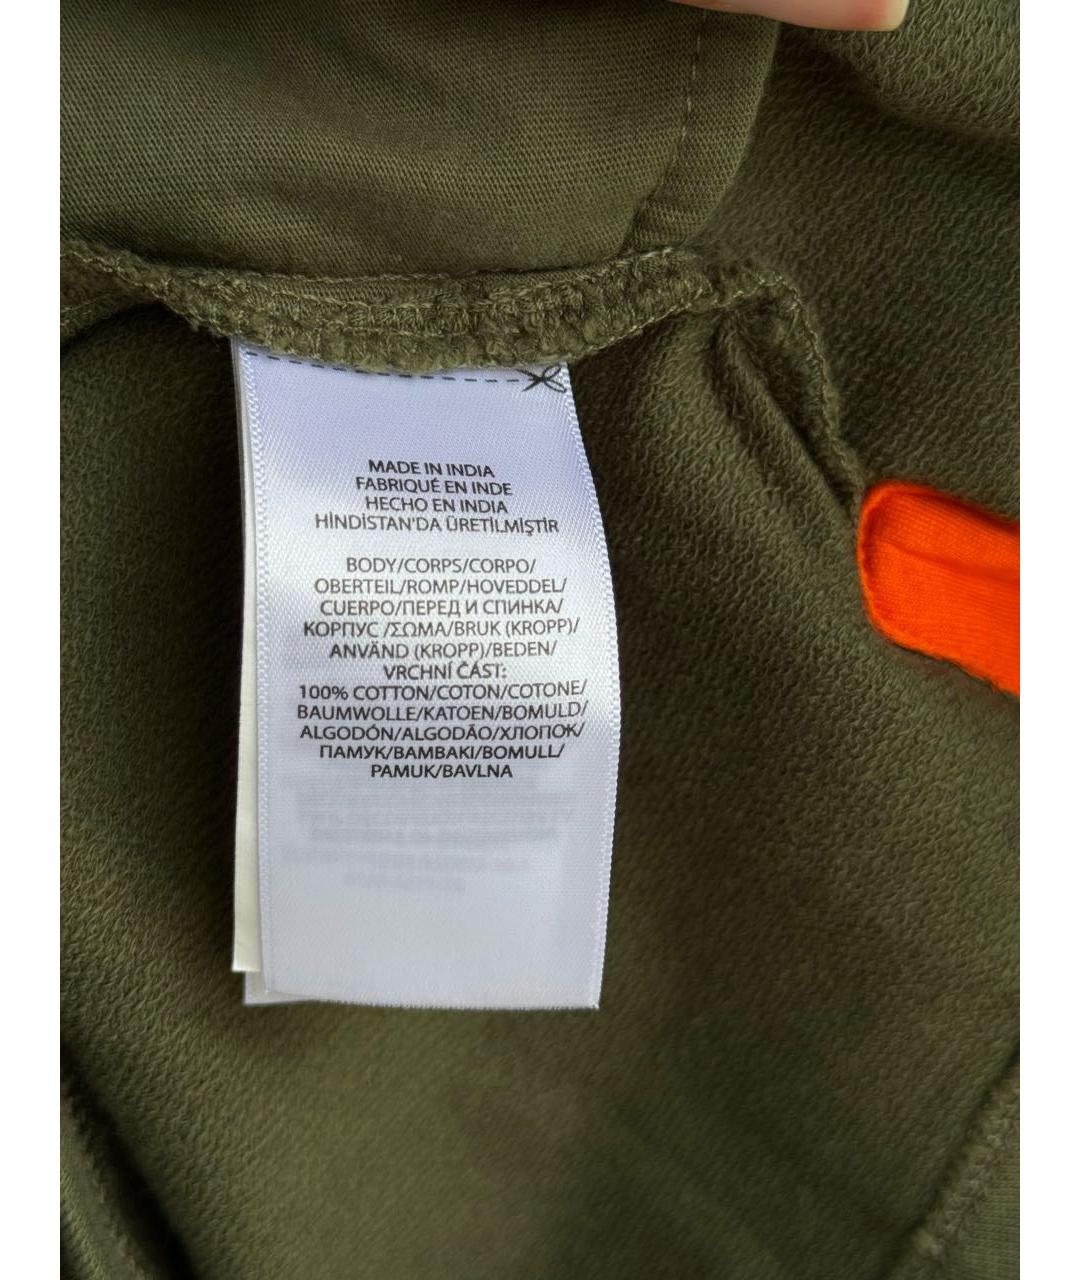 MADE IN INDIA
FABRIQUÉ EN INDE
HECHO EN INDIA
HİNDİSTAN'DA ÜRETİLMİŞTİR
BODY/CORPS/CORPO/
OBERTEIL/ROMP/HOVEDDEL/
CUERPO/ПЕРЕД И СПИНКА/
КОРПУС /ΣΩΜΑ/BRUK (KROPP)/
ANVÄND (KROPP)/BEDEN/
VRCHNÍ ČÁST:
100% COTTON/COTON/COTONE/
BAUMWOLLE/KATOEN/BOMULD/
ALGODÓN/ALGODÃO/ХЛОПОК/
ПАМУК/BAMBAKI/BOMULL/
PAMUK/BAVLNA